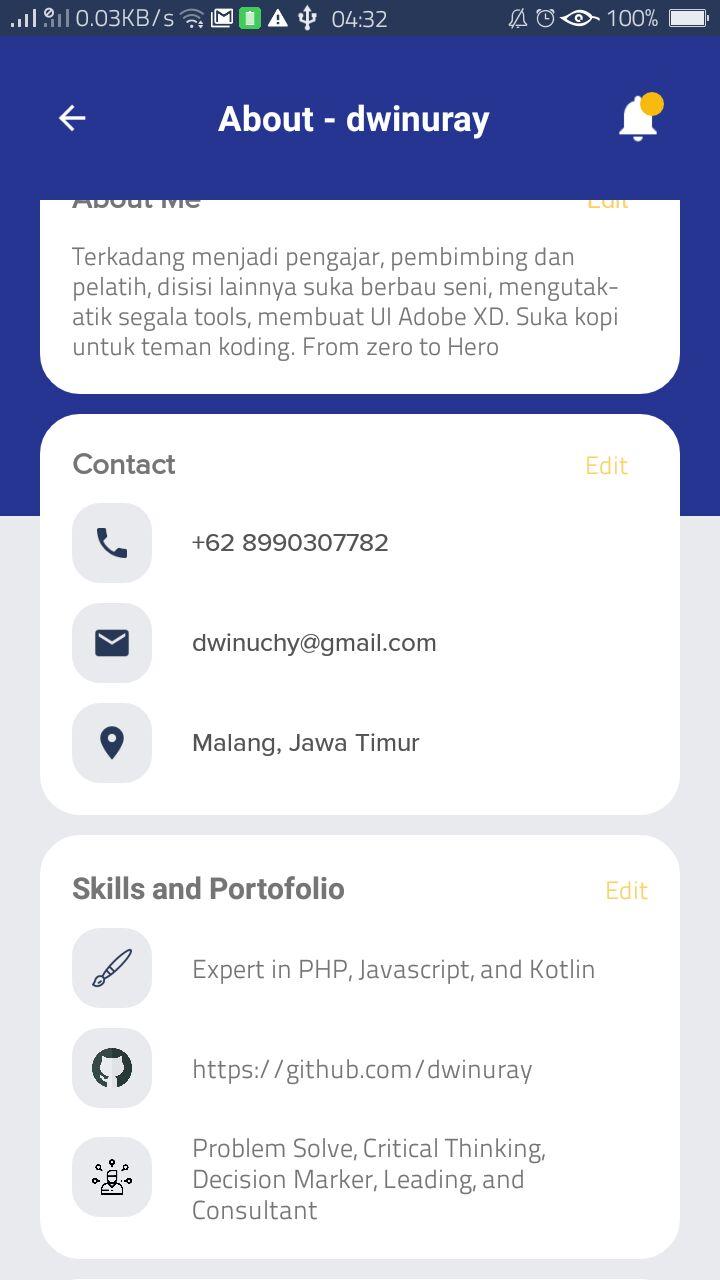 0.03KB/s 04:32 100%
About - dwinuray
About Me Edit
Terkadang menjadi pengajar, pembimbing dan
pelatih, disisi lainnya suka berbau seni, mengutak-
atik segala tools, membuat UI Adobe XD. Suka kopi
untuk teman koding. From zero to Hero
Contact Edit
+62 8990307782
dwinuchy@gmail.com
Malang, Jawa Timur
Skills and Portofolio Edit
Expert in PHP, Javascript, and Kotlin
https://github.com/dwinuray
Problem Solve, Critical Thinking,
Decision Marker, Leading, and
Consultant